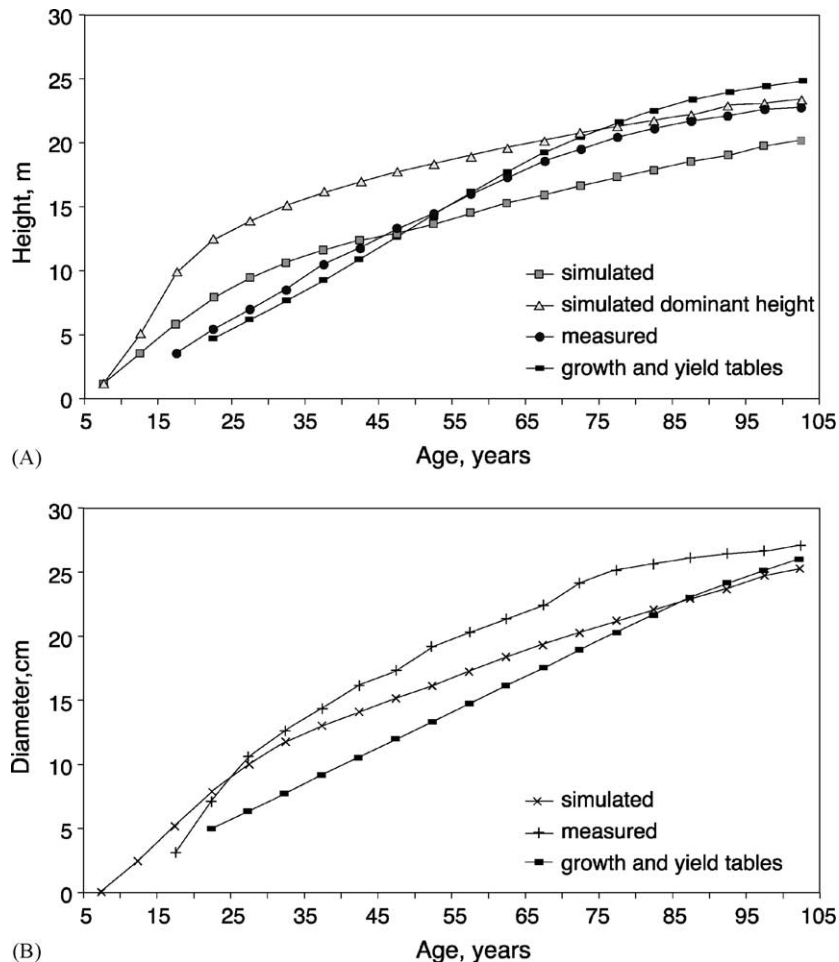 30
25
20
15
10
5
0
Height, m
simulated
simulated dominant height
measured
growth and yield tables
5 15 25 35 45 55 65 75 85 95 105
(A)
Age, years
30
25
20
15
10
5
0
Diameter,cm
simulated
measured
growth and yield tables
5 15 25 35 45 55 65 75 85 95 105
(B)
Age, years